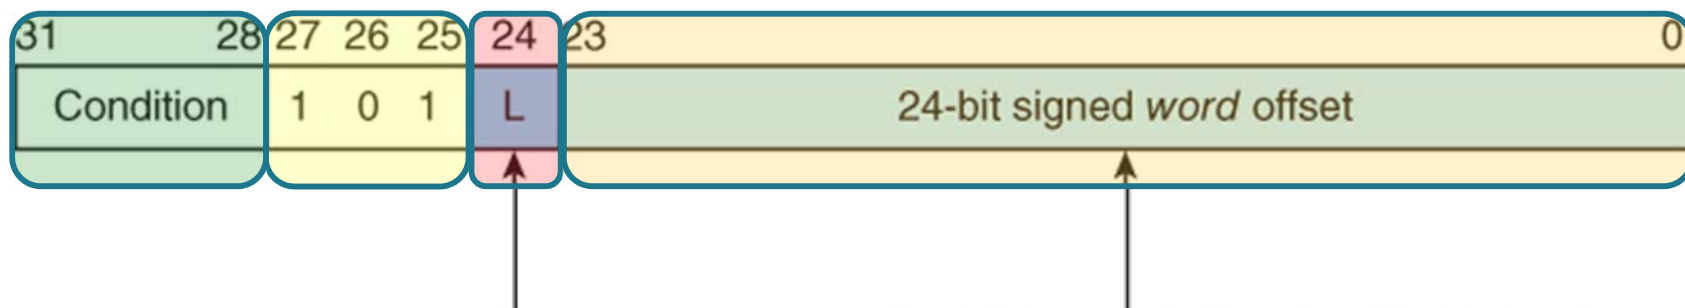 31 28 27 26 25 24 23 0
Condition 1 0 1 L 24-bit signed word offset